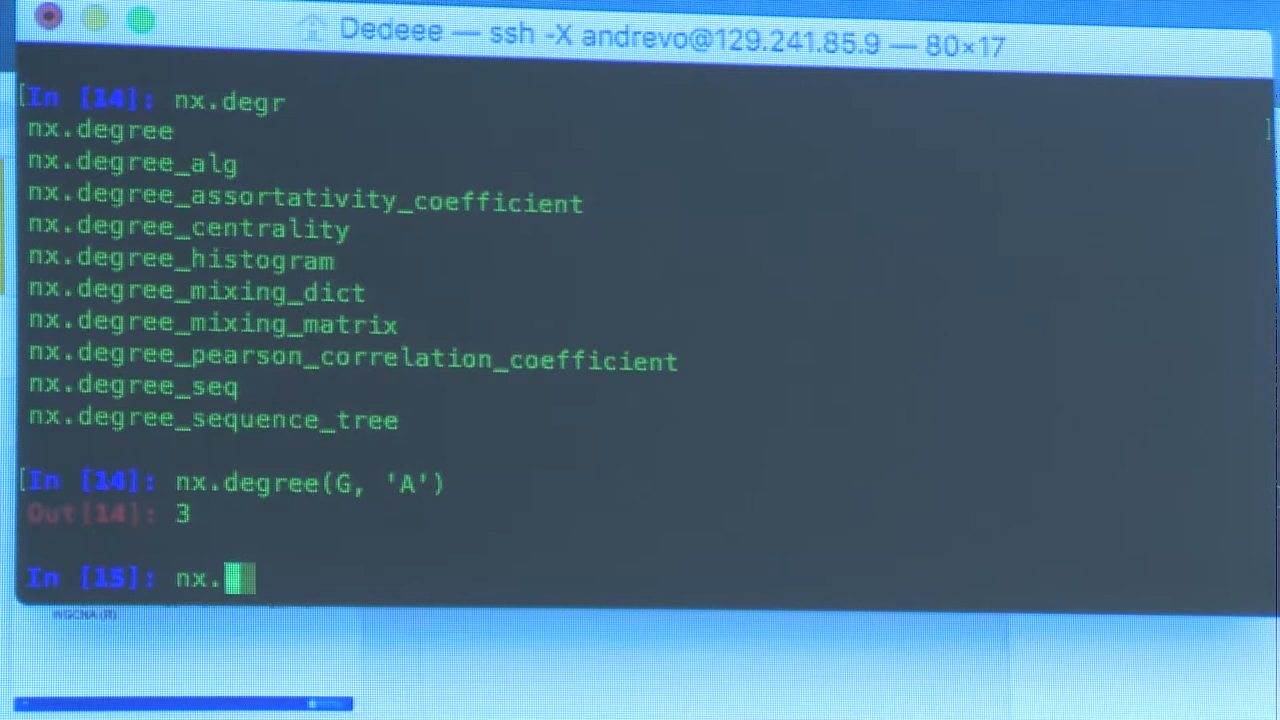 Dedeee — ssh -X andrevo@129.241.85.9 — 80×17
[In [14]: nx.degr ]
nx.degree
nx.degree_alg
nx.degree_assortativity_coefficient
nx.degree_centrality
nx.degree_histogram
nx.degree_mixing_dict
nx.degree_mixing_matrix
nx.degree_pearson_correlation_coefficient
nx.degree_seq
nx.degree_sequence_tree
[In [14]: nx.degree(G, 'A')
Out[14]: 3
In [15]: nx.
WGCNA (R)